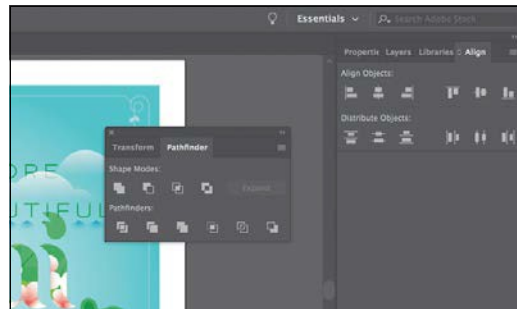 Essentials
Search Adobe Stock
Properties Layers Libraries Align
Align Objects:
Distribute Objects:
Transform Pathfinder
Shape Modes:
Expand
Pathfinders:
ORE
UTIFUL